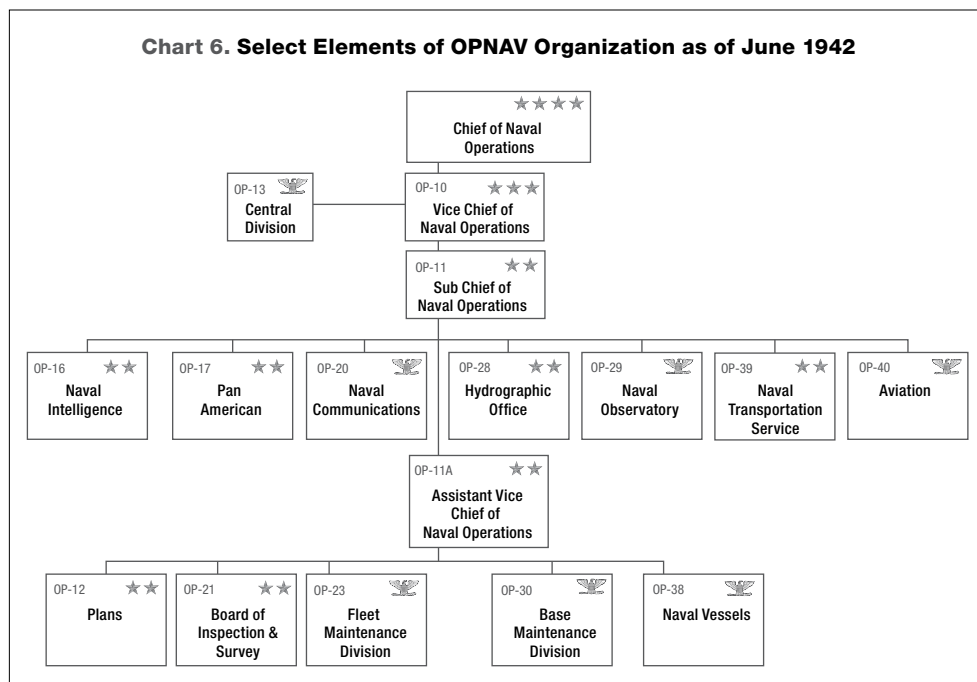 Chart 6. Select Elements of OPNAV Organization as of June 1942
Chief of Naval
Operations
OP-13
Central
Division
OP-10
Vice Chief of
Naval Operations
OP-11
Sub Chief of
Naval Operations
OP-16
Naval
Intelligence
OP-17
Pan
American
OP-20
Naval
Communications
OP-28
Hydrographic
Office
OP-29
Naval
Observatory
OP-39
Naval
Transportation
Service
OP-40
Aviation
OP-11A
Assistant Vice
Chief of
Naval Operations
OP-12
Plans
OP-21
Board of
Inspection &
Survey
OP-23
Fleet
Maintenance
Division
OP-30
Base
Maintenance
Division
OP-38
Naval Vessels